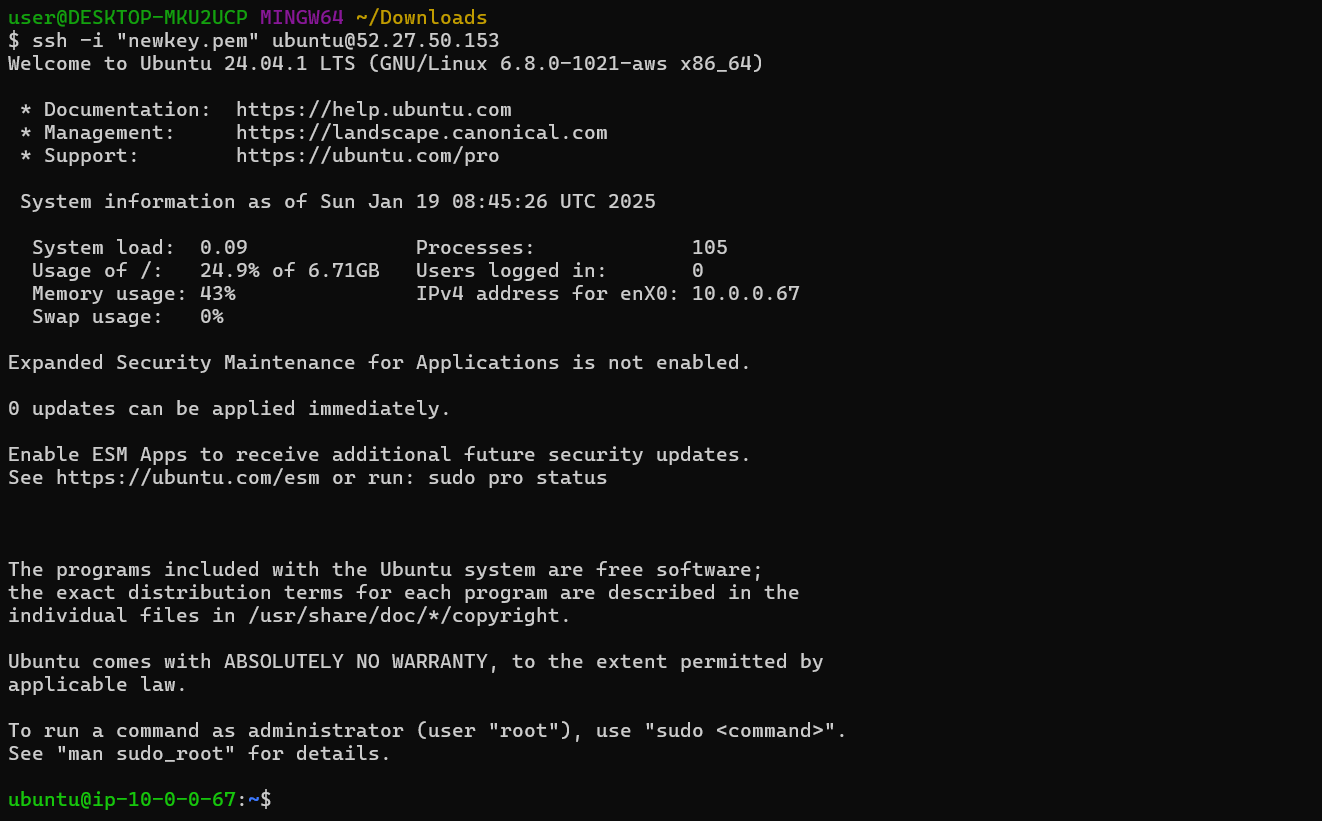 user@DESKTOP-MKU2UCP MINGW64 ~/Downloads
$ ssh -i "newkey.pem" ubuntu@52.27.50.153
Welcome to Ubuntu 24.04.1 LTS (GNU/Linux 6.8.0-1021-aws x86_64)

 * Documentation:  https://help.ubuntu.com
 * Management:     https://landscape.canonical.com
 * Support:        https://ubuntu.com/pro

 System information as of Sun Jan 19 08:45:26 UTC 2025

  System load:  0.09              Processes:             105
  Usage of /:   24.9% of 6.71GB   Users logged in:       0
  Memory usage: 43%               IPv4 address for enX0: 10.0.0.67
  Swap usage:   0%

Expanded Security Maintenance for Applications is not enabled.

0 updates can be applied immediately.

Enable ESM Apps to receive additional future security updates.
See https://ubuntu.com/esm or run: sudo pro status

The programs included with the Ubuntu system are free software;
the exact distribution terms for each program are described in the
individual files in /usr/share/doc/*/copyright.

Ubuntu comes with ABSOLUTELY NO WARRANTY, to the extent permitted by
applicable law.

To run a command as administrator (user "root"), use "sudo <command>".
See "man sudo_root" for details.

ubuntu@ip-10-0-0-67:~$